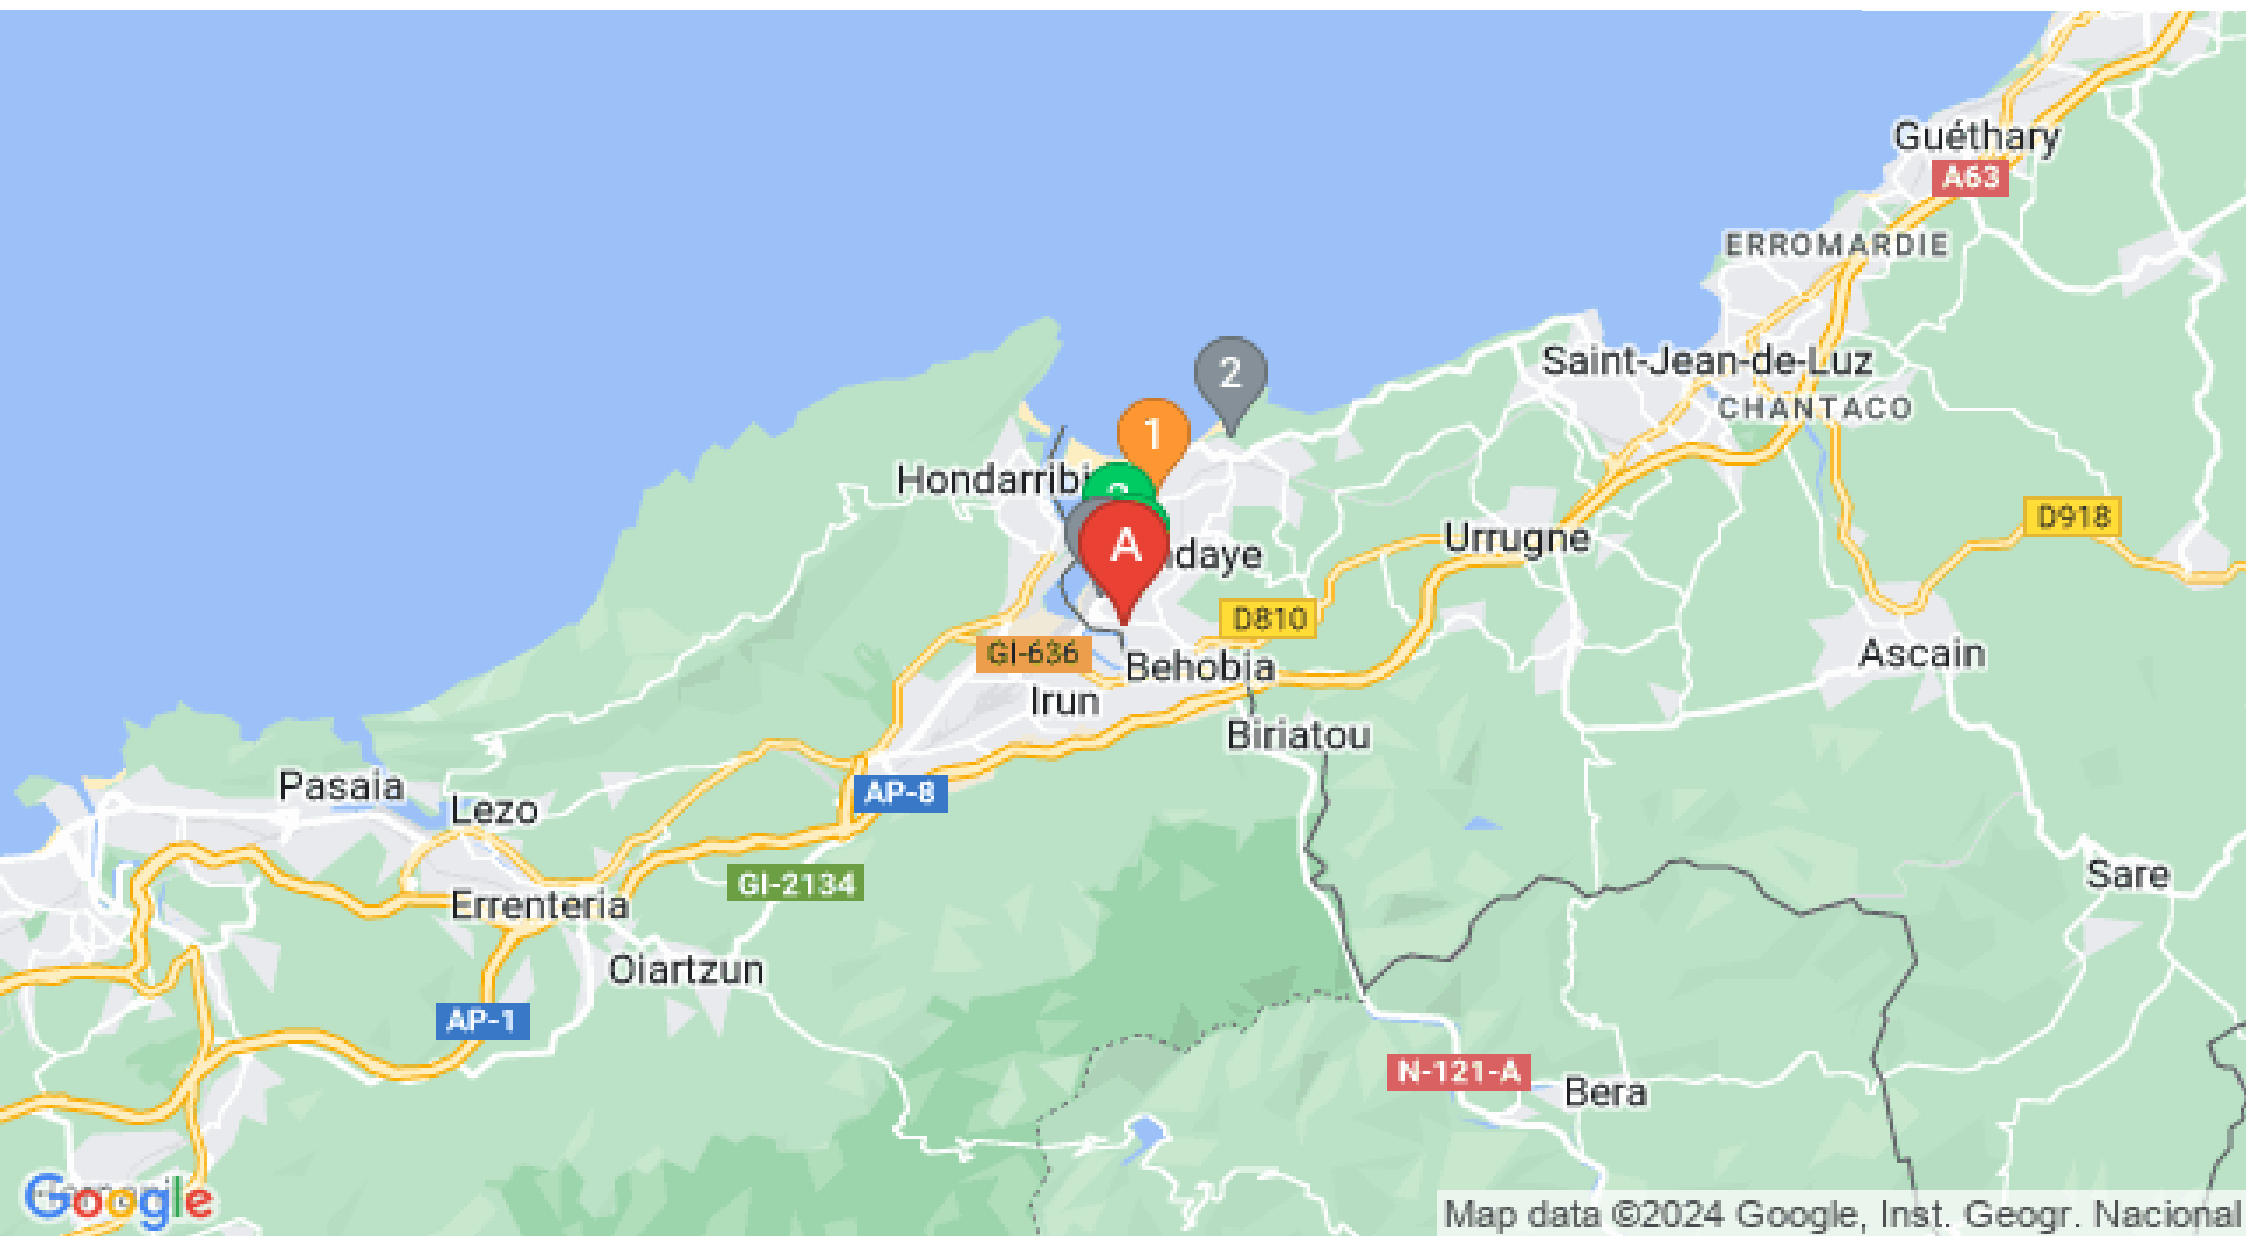 Guéthary
A63
ERROMARDIE
Saint-Jean-de-Luz
CHANTACO
2
1
Hondarribi
A
ndaye
Urrugne
D918
D810
GI-636
Behobia
Irun
Biriatou
Ascain
Pasaia
Lezo
AP-8
GI-2134
Errenteria
Oiartzun
Sare
AP-1
N-121-A
Bera
Google
Map data ©2024 Google, Inst. Geogr. Nacional